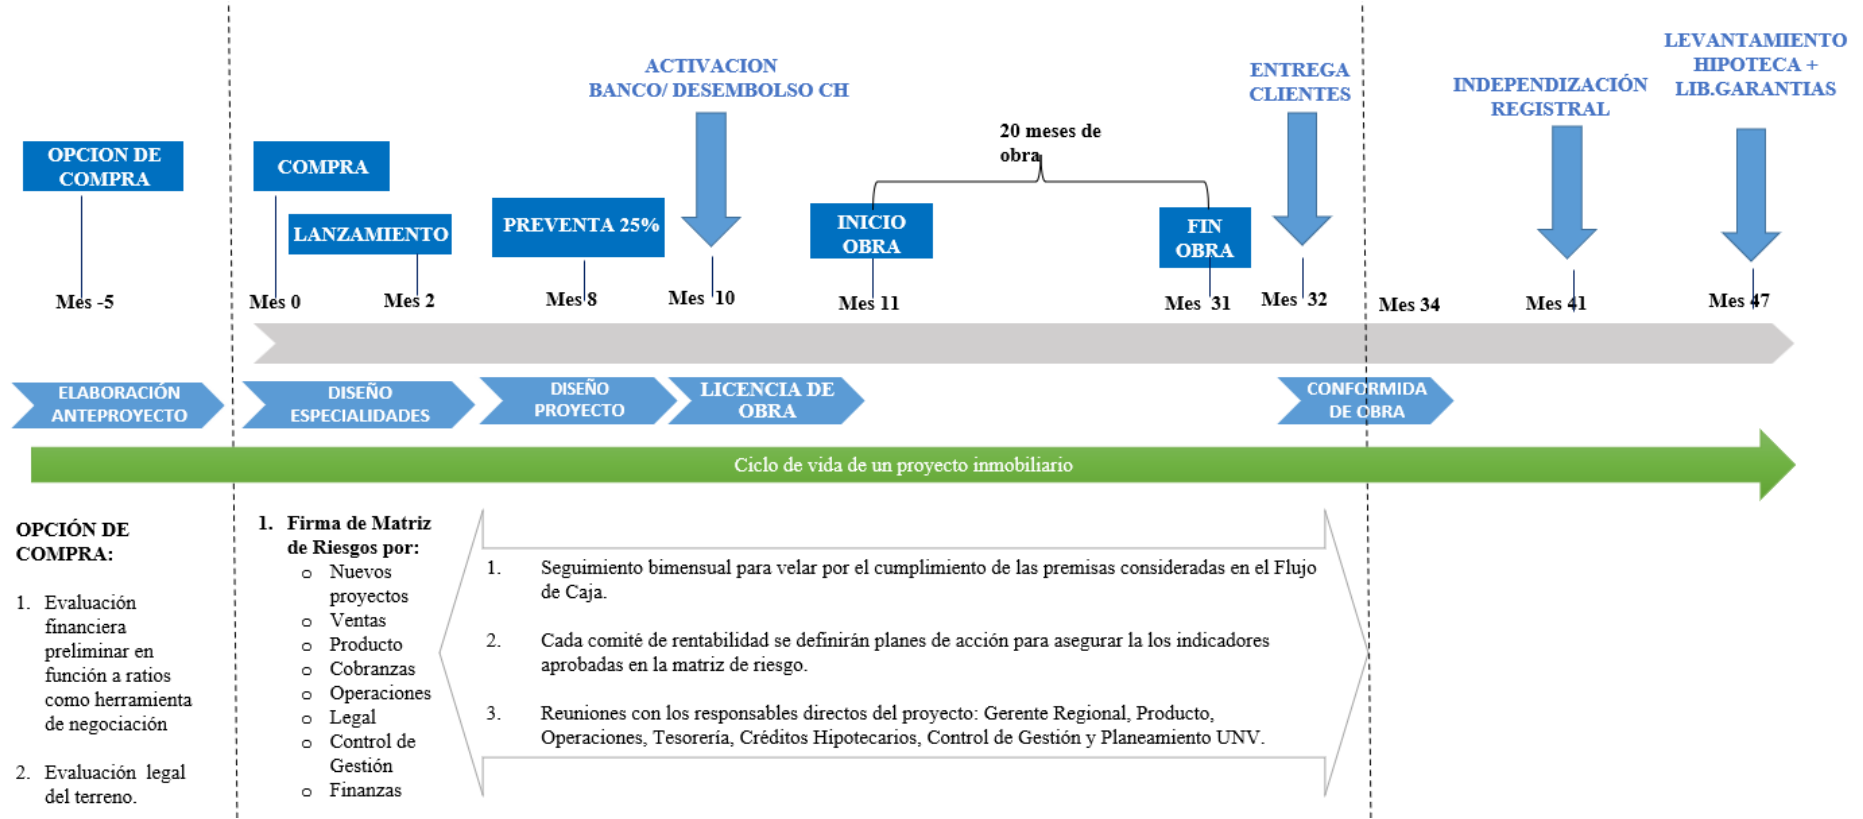 ACTIVACION
BANCO/ DESEMBOLSO CH
ENTREGA
CLIENTES
INDEPENDIZACIÓN
REGISTRAL
LEVANTAMIENTO
HIPOTECA +
LIB.GARANTIAS
OPCION DE
COMPRA
COMPRA
LANZAMIENTO
PREVENTA 25%
20 meses de
obra
INICIO
OBRA
FIN
OBRA
Mes -5
Mes 0
Mes 2
Mes 8
Mes 10
Mes 11
Mes 31
Mes 32
Mes 34
Mes 41
Mes 47
ELABORACIÓN
ANTEPROYECTO
DISEÑO
ESPECIALIDADES
DISEÑO
PROYECTO
LICENCIA DE
OBRA
CONFORMIDA
DE OBRA
Ciclo de vida de un proyecto inmobiliario
OPCIÓN DE
COMPRA:
1. Evaluación
financiera
preliminar en
función a ratios
como herramienta
de negociación
2. Evaluación legal
del terreno.
1. Firma de Matriz
de Riesgos por:
o Nuevos
proyectos
o Ventas
o Producto
o Cobranzas
o Operaciones
o Legal
o Control de
Gestión
o Finanzas
1. Seguimiento bimensual para velar por el cumplimiento de las premisas consideradas en el Flujo
de Caja.
2. Cada comité de rentabilidad se definirán planes de acción para asegurar la los indicadores
aprobadas en la matriz de riesgo.
3. Reuniones con los responsables directos del proyecto: Gerente Regional, Producto,
Operaciones, Tesorería, Créditos Hipotecarios, Control de Gestión y Planeamiento UNV.